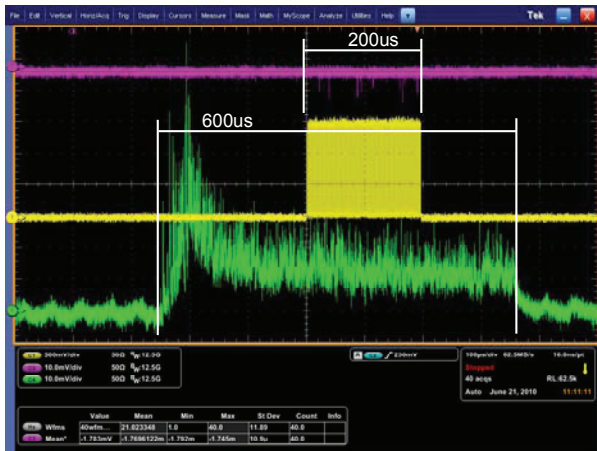 File Edit Vertical Horiz/Acq Trig Display Cursors Measure Mask Math MyScope Analyze Utilities Help Tek
200us
600us
C1 500mV/div 50Ω BW:12.5G
C3 10.0mV/div 50Ω BW:12.5G
C4 10.0mV/div 50Ω BW:12.5G
A 230mV
100µs/div 62.5MS/s 16.0ns/pt
Stopped
40 acqs RL:62.5k
Auto June 21, 2010 11:11:11
Value Mean Min Max St Dev Count Info
Wfms 40wfm... 21.023348 1.0 40.0 11.89 40.0
C3 Mean* -1.783mV -1.7686122m -1.792m -1.745m 10.9µ 40.0